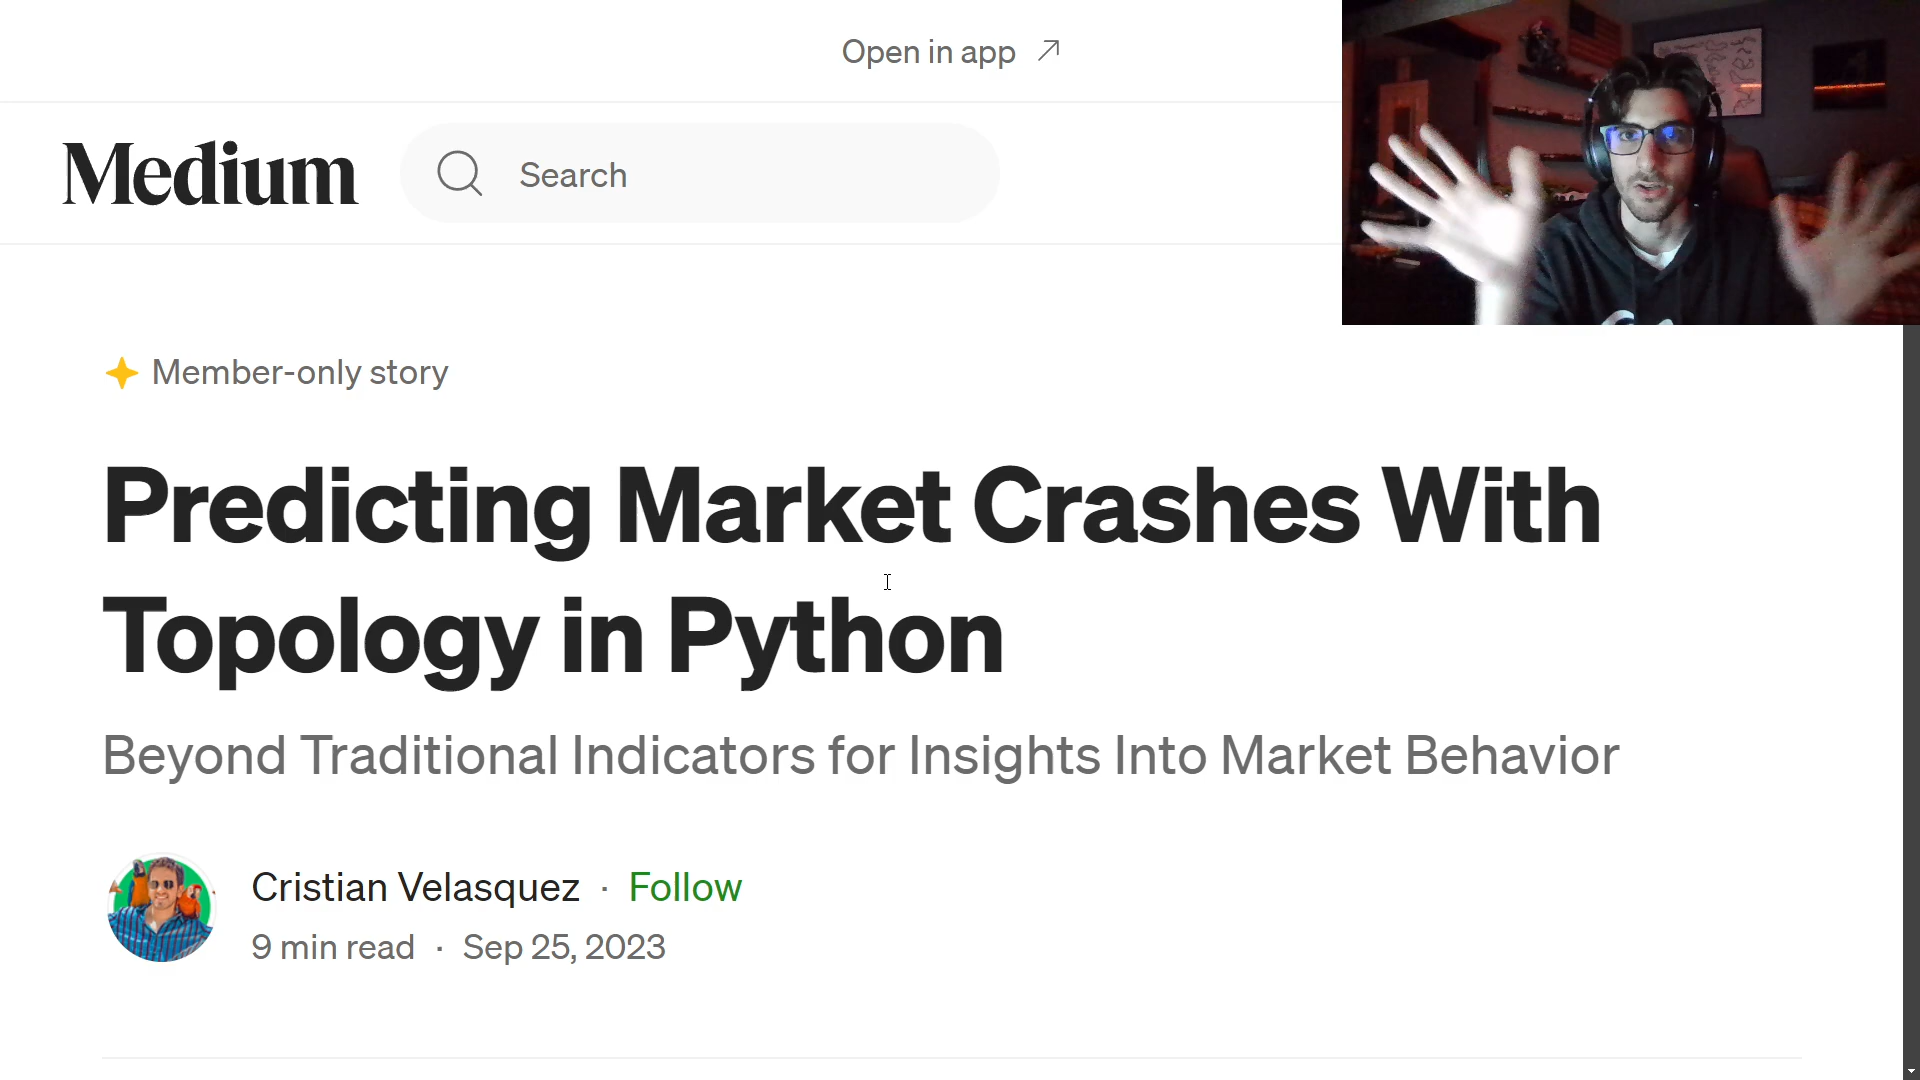 Open in app
Medium
Search
Member-only story
Predicting Market Crashes With
Topology in Python
Beyond Traditional Indicators for Insights Into Market Behavior
Cristian Velasquez · Follow
9 min read · Sep 25, 2023